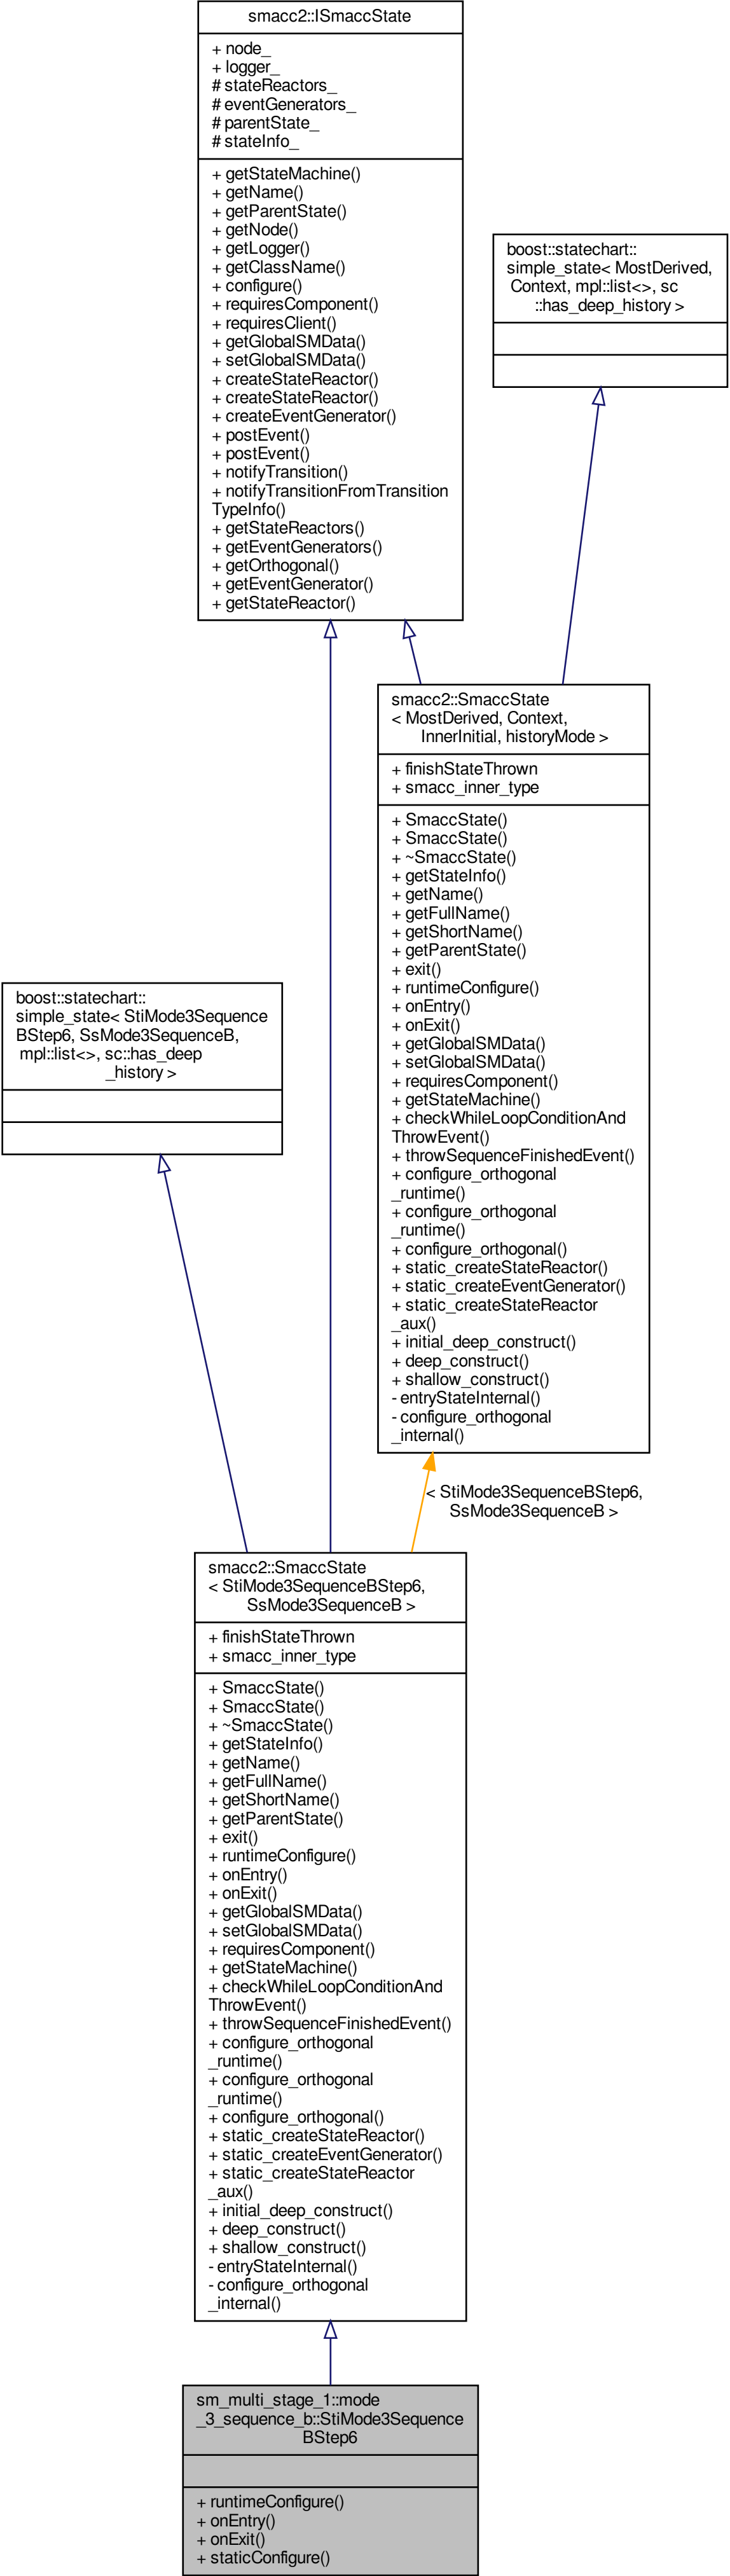 smacc2::ISmaccState
+ node_
+ logger_
# stateReactors_
# eventGenerators_
# parentState_
# stateInfo_
+ getStateMachine()
+ getName()
+ getParentState()
+ getNode()
+ getLogger()
+ getClassName()
+ configure()
+ requiresComponent()
+ requiresClient()
+ getGlobalSMData()
+ setGlobalSMData()
+ createStateReactor()
+ createStateReactor()
+ createEventGenerator()
+ postEvent()
+ postEvent()
+ notifyTransition()
+ notifyTransitionFromTransition
TypeInfo()
+ getStateReactors()
+ getEventGenerators()
+ getOrthogonal()
+ getEventGenerator()
+ getStateReactor()
boost::statechart::
simple_state< MostDerived,
Context, mpl::list<>, sc
::has_deep_history >
smacc2::SmaccState
< MostDerived, Context,
InnerInitial, historyMode >
+ finishStateThrown
+ smacc_inner_type
+ SmaccState()
+ SmaccState()
+ ~SmaccState()
+ getStateInfo()
+ getName()
+ getFullName()
+ getShortName()
+ getParentState()
+ exit()
+ runtimeConfigure()
+ onEntry()
+ onExit()
+ getGlobalSMData()
+ setGlobalSMData()
+ requiresComponent()
+ getStateMachine()
+ checkWhileLoopConditionAnd
ThrowEvent()
+ throwSequenceFinishedEvent()
+ configure_orthogonal
_runtime()
+ configure_orthogonal
_runtime()
+ configure_orthogonal()
+ static_createStateReactor()
+ static_createEventGenerator()
+ static_createStateReactor
_aux()
+ initial_deep_construct()
+ deep_construct()
+ shallow_construct()
- entryStateInternal()
- configure_orthogonal
_internal()
boost::statechart::
simple_state< StiMode3Sequence
BStep6, SsMode3SequenceB,
mpl::list<>, sc::has_deep
_history >
< StiMode3SequenceBStep6,
SsMode3SequenceB >
smacc2::SmaccState
< StiMode3SequenceBStep6,
SsMode3SequenceB >
+ finishStateThrown
+ smacc_inner_type
+ SmaccState()
+ SmaccState()
+ ~SmaccState()
+ getStateInfo()
+ getName()
+ getFullName()
+ getShortName()
+ getParentState()
+ exit()
+ runtimeConfigure()
+ onEntry()
+ onExit()
+ getGlobalSMData()
+ setGlobalSMData()
+ requiresComponent()
+ getStateMachine()
+ checkWhileLoopConditionAnd
ThrowEvent()
+ throwSequenceFinishedEvent()
+ configure_orthogonal
_runtime()
+ configure_orthogonal
_runtime()
+ configure_orthogonal()
+ static_createStateReactor()
+ static_createEventGenerator()
+ static_createStateReactor
_aux()
+ initial_deep_construct()
+ deep_construct()
+ shallow_construct()
- entryStateInternal()
- configure_orthogonal
_internal()
sm_multi_stage_1::mode
_3_sequence_b::StiMode3Sequence
BStep6
+ runtimeConfigure()
+ onEntry()
+ onExit()
+ staticConfigure()